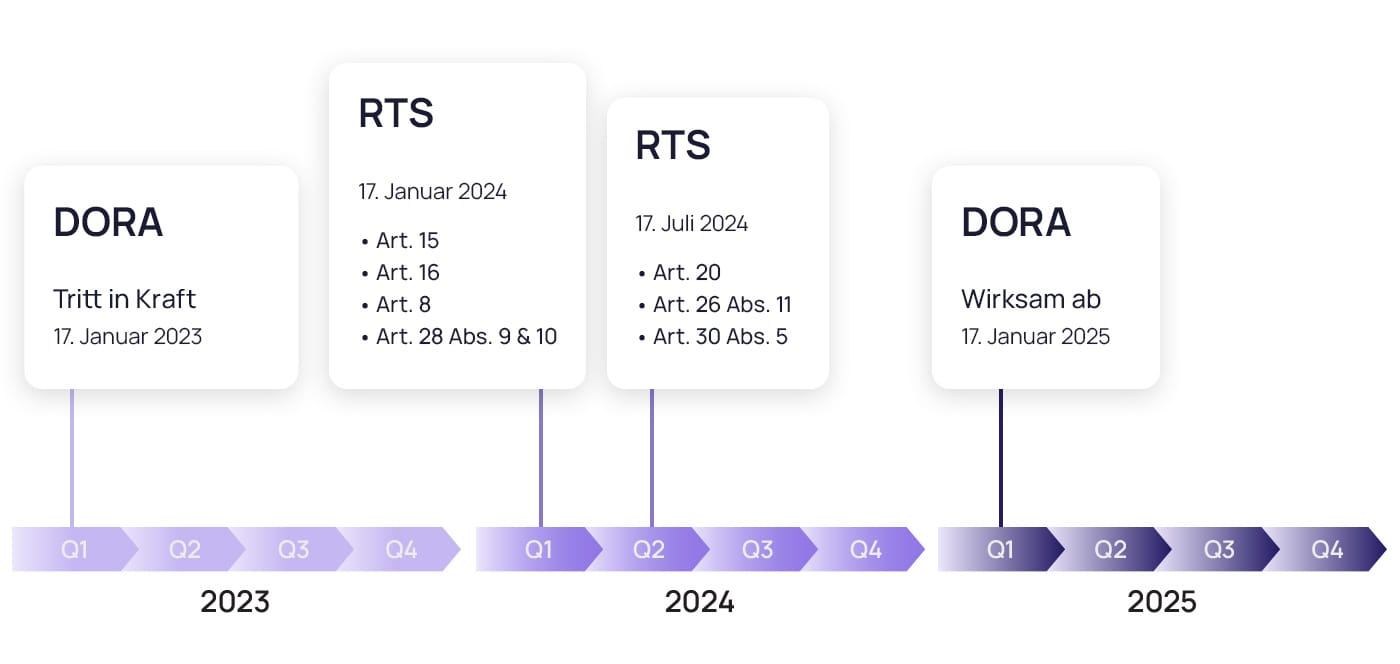 DORA
Tritt in Kraft
17. Januar 2023
RTS
17. Januar 2024
• Art. 15
• Art. 16
• Art. 8
• Art. 28 Abs. 9 & 10
RTS
17. Juli 2024
• Art. 20
• Art. 26 Abs. 11
• Art. 30 Abs. 5
DORA
Wirksam ab
17. Januar 2025
Q1 Q2 Q3 Q4 Q1 Q2 Q3 Q4 Q1 Q2 Q3 Q4
2023 2024 2025